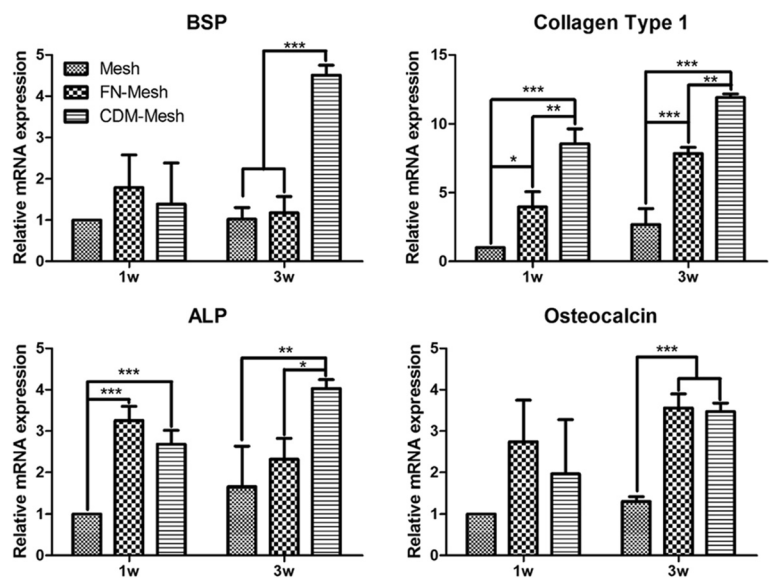 BSP
Relative mRNA expression
5
4
3
2
1
0
Mesh
FN-Mesh
CDM-Mesh
***
1w
3w
Collagen Type 1
Relative mRNA expression
15
10
5
0
***
**
*
***
**
***
1w
3w
ALP
Relative mRNA expression
5
4
3
2
1
0
***
***
**
*
1w
3w
Osteocalcin
Relative mRNA expression
5
4
3
2
1
0
***
1w
3w